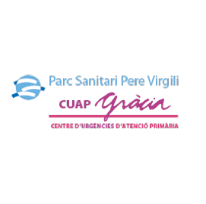 Parc Sanitari Pere Virgili
CUAP Gràcia
CENTRE D'URGÈNCIES D'ATENCIÓ PRIMÀRIA